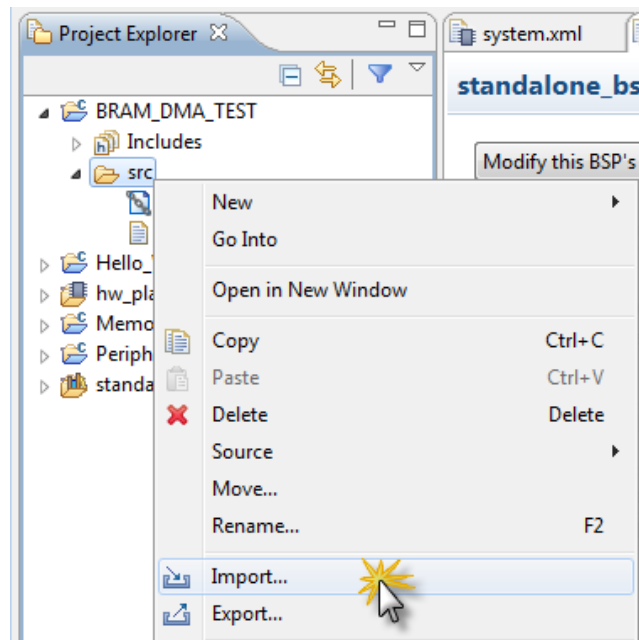 Project Explorer
system.xml
standalone_bs
BRAM_DMA_TEST
Includes
Modify this BSP's
src
New
Go Into
Hello_
Open in New Window
hw_pla
Memo
Copy Ctrl+C
Periph
Paste Ctrl+V
standa
Delete Delete
Source
Move...
Rename... F2
Import...
Export...